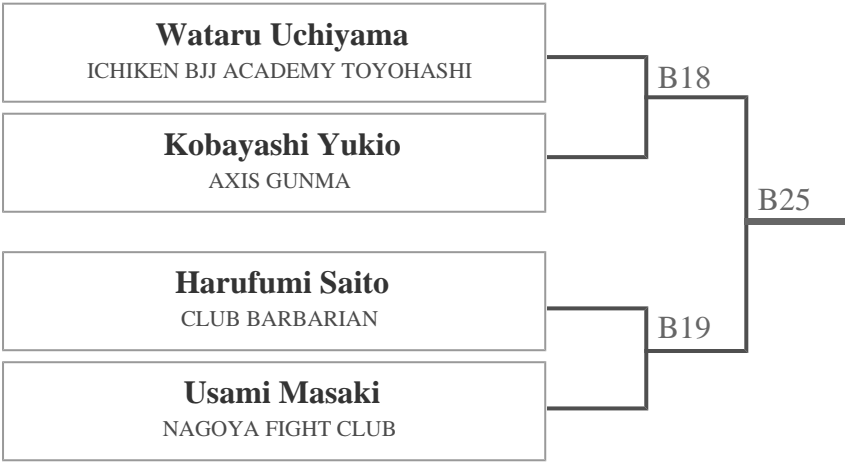 Wataru Uchiyama
ICHIKEN BJJ ACADEMY TOYOHASHI
B18
Kobayashi Yukio
AXIS GUNMA
B25
Harufumi Saito
CLUB BARBARIAN
B19
Usami Masaki
NAGOYA FIGHT CLUB